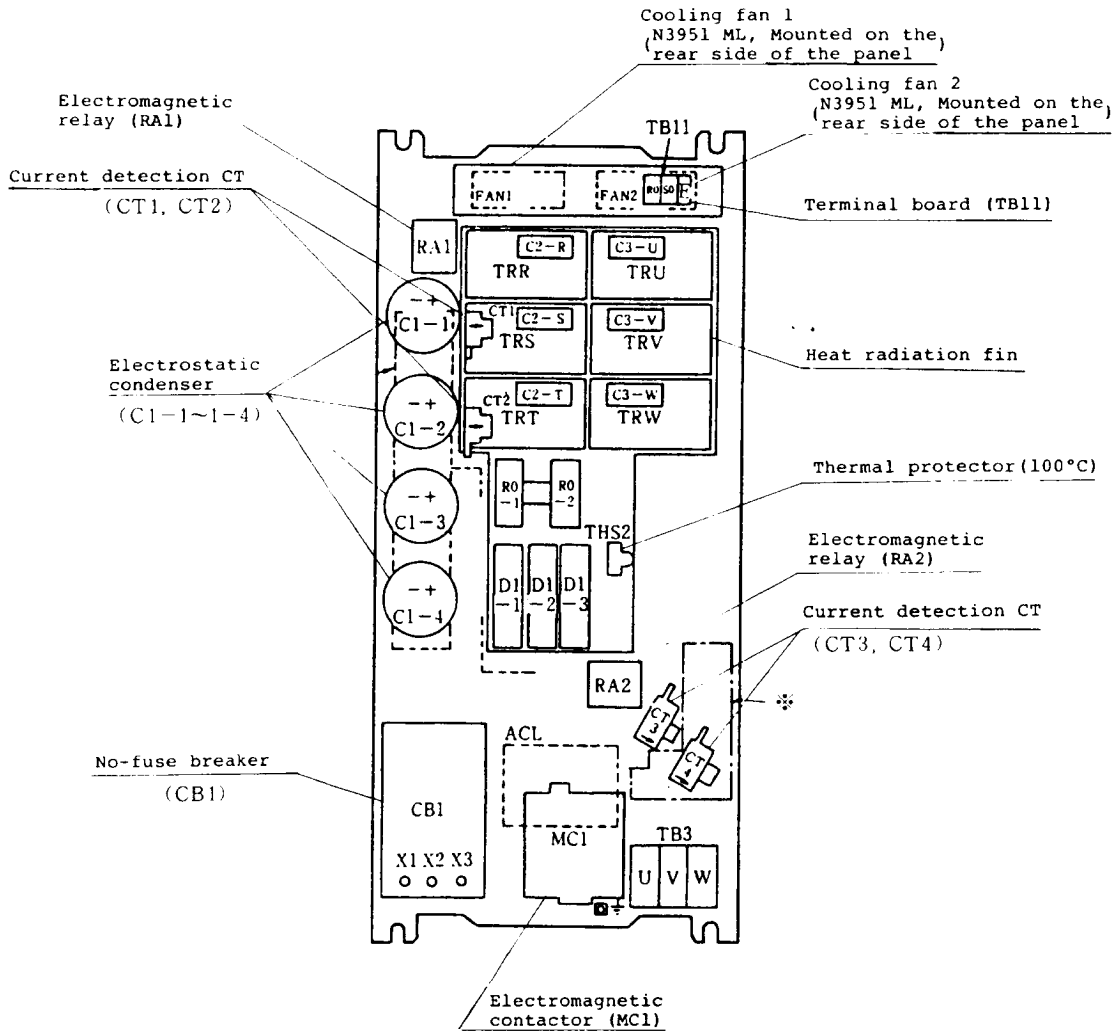 Cooling fan 1
(N3951 ML, Mounted on the
rear side of the panel)
Cooling fan 2
(N3951 ML, Mounted on the
rear side of the panel)
Electromagnetic
relay (RA1)
TB11
Current detection CT
(CT1, CT2)
FAN1
FAN2
R0 S0 E
Terminal board (TB11)
RA1
C2-R
TRR
C3-U
TRU
-+
C1-1
CT1
C2-S
TRS
C3-V
TRV
Heat radiation fin
Electrostatic
condenser
(C1-1~1-4)
-+
C1-2
CT2
C2-T
TRT
C3-W
TRW
Thermal protector(100°C)
-+
C1-3
R0
-1
R0
-2
THS2
Electromagnetic
relay (RA2)
-+
C1-4
D1
-1
D1
-2
D1
-3
Current detection CT
(CT3, CT4)
RA2
※
CT
3
CT
4
No-fuse breaker
(CB1)
ACL
CB1
MC1
TB3
X1 X2 X3
U V W
Electromagnetic
contactor (MC1)